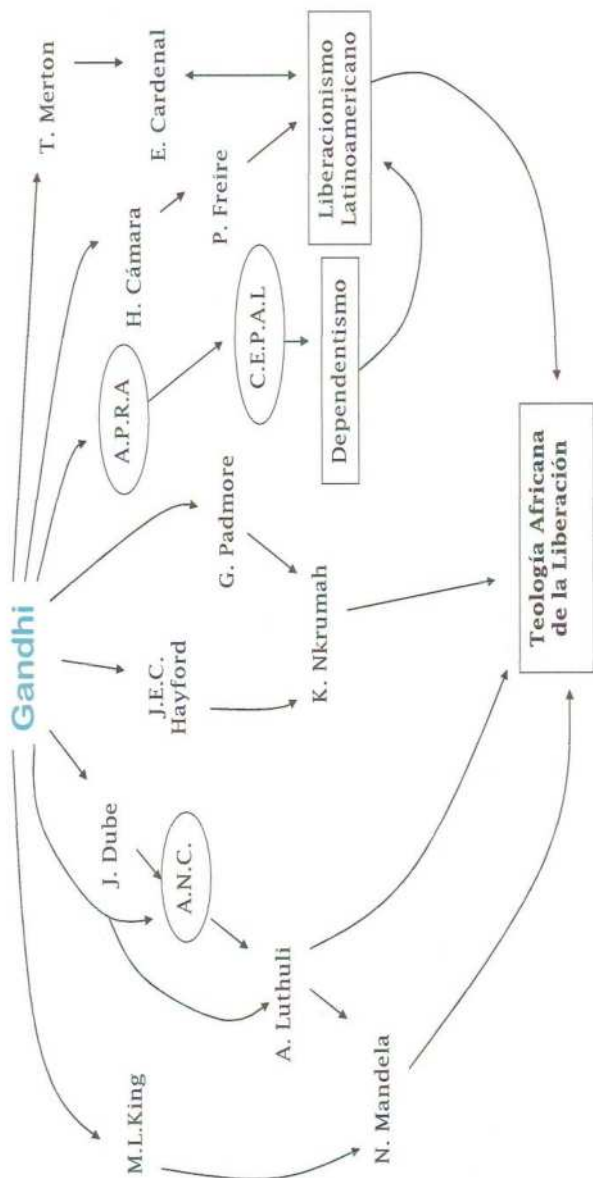 Gandhi
T. Merton
H. Cámara
E. Cardenal
A.P.R.A
P. Freire
C.E.P.A.L
Liberacionismo
Latinoamericano
Dependentismo
G. Padmore
J.E.C.
Hayford
K. Nkrumah
J. Dube
A.N.C.
A. Luthuli
M.L.King
N. Mandela
Teología Africana
de la Liberación